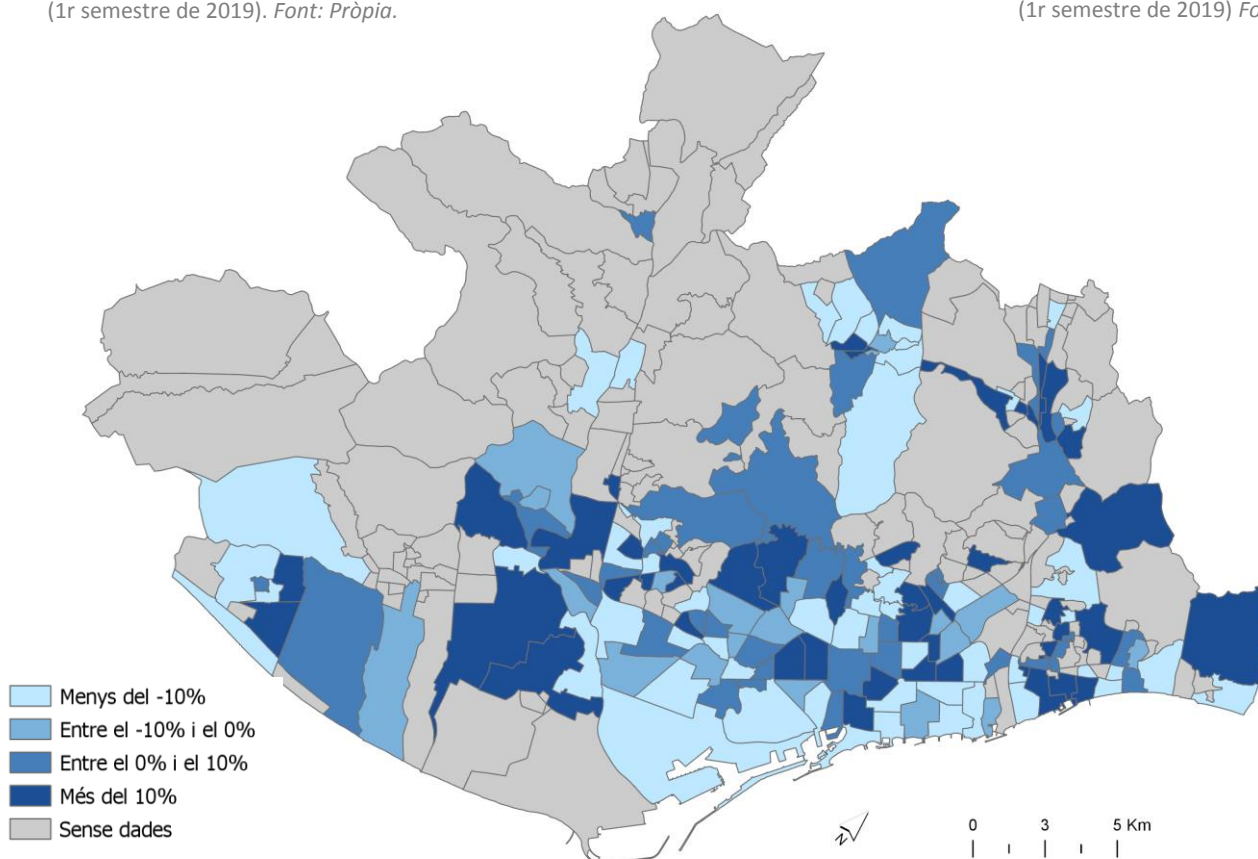 (1r semestre de 2019). Font: Pròpia.
(1r semestre de 2019) Fo
Menys del -10%
Entre el -10% i el 0%
Entre el 0% i el 10%
Més del 10%
Sense dades
N
0 3 5 Km